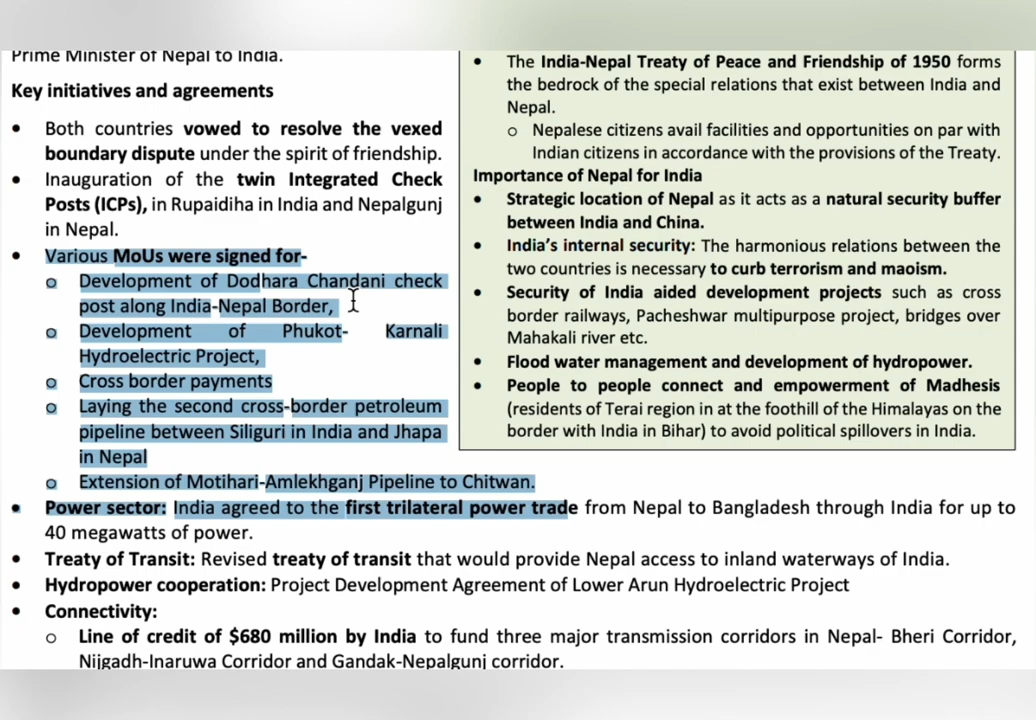 Prime Minister of Nepal to India.
Key initiatives and agreements
• Both countries vowed to resolve the vexed
boundary dispute under the spirit of friendship.
• Inauguration of the twin Integrated Check
Posts (ICPs), in Rupaidiha in India and Nepalgunj
in Nepal.
• Various MoUs were signed for-
o Development of Dodhara Chandani check
post along India-Nepal Border,
o Development of Phukot- Karnali
Hydroelectric Project,
o Cross border payments
o Laying the second cross-border petroleum
pipeline between Siliguri in India and Jhapa
in Nepal
o Extension of Motihari-Amlekhganj Pipeline to Chitwan.
• The India-Nepal Treaty of Peace and Friendship of 1950 forms
the bedrock of the special relations that exist between India and
Nepal.
o Nepalese citizens avail facilities and opportunities on par with
Indian citizens in accordance with the provisions of the Treaty.
Importance of Nepal for India
• Strategic location of Nepal as it acts as a natural security buffer
between India and China.
• India's internal security: The harmonious relations between the
two countries is necessary to curb terrorism and maoism.
• Security of India aided development projects such as cross
border railways, Pacheshwar multipurpose project, bridges over
Mahakali river etc.
• Flood water management and development of hydropower.
• People to people connect and empowerment of Madhesis
(residents of Terai region in at the foothill of the Himalayas on the
border with India in Bihar) to avoid political spillovers in India.
• Power sector: India agreed to the first trilateral power trade from Nepal to Bangladesh through India for up to
40 megawatts of power.
• Treaty of Transit: Revised treaty of transit that would provide Nepal access to inland waterways of India.
• Hydropower cooperation: Project Development Agreement of Lower Arun Hydroelectric Project
• Connectivity:
o Line of credit of $680 million by India to fund three major transmission corridors in Nepal- Bheri Corridor,
Nijgadh-Inaruwa Corridor and Gandak-Nepalgunj corridor.